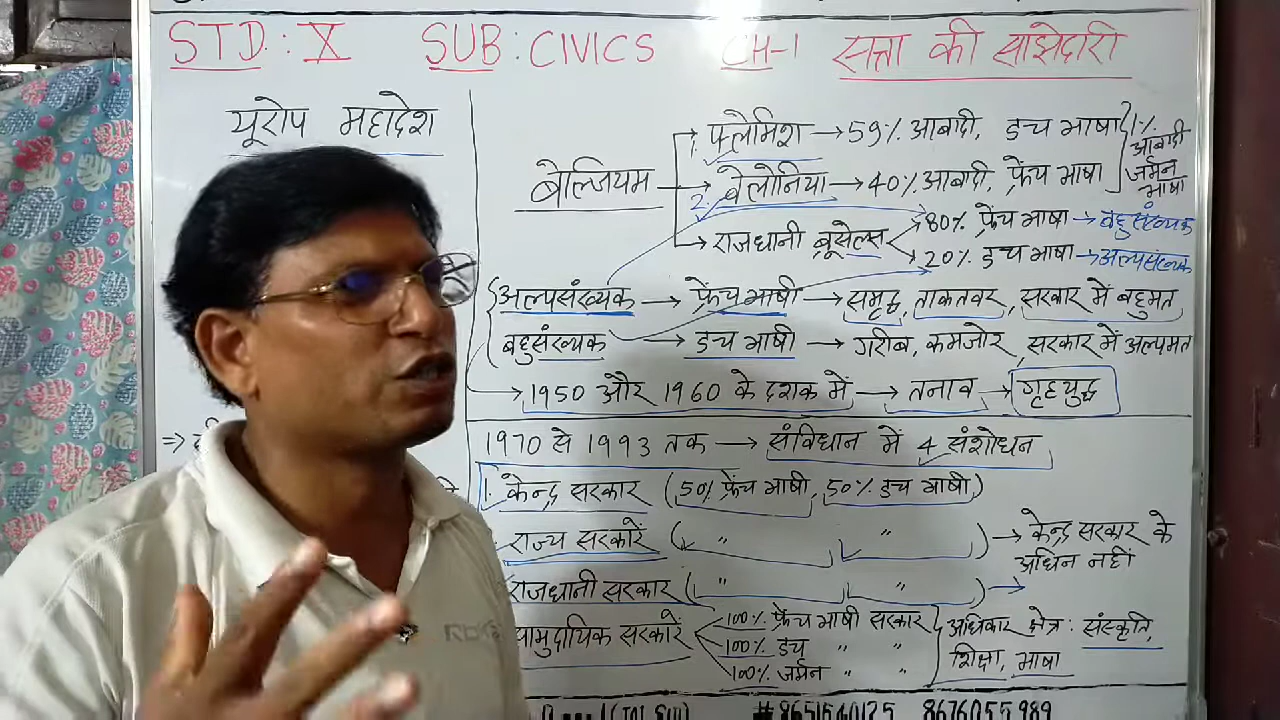 STD.: X SUB: CIVICS CH-1 सत्ता की साझेदारी
यूरोप महादेश
बेल्जियम
1. फ्लेमिश → 59% आबादी, डच भाषा
2. वेलोनिया → 40% आबादी, फ्रेंच भाषा
1% आबादी जर्मन भाषा
राजधानी ब्रूसेल्स
80% फ्रेंच भाषा → बहुसंख्यक
20% डच भाषा → अल्पसंख्यक
अल्पसंख्यक → फ्रेंच भाषी → समृद्ध, ताकतवर, सरकार में बहुमत
बहुसंख्यक → डच भाषी → गरीब, कमजोर, सरकार में अल्पमत
→ 1950 और 1960 के दशक में → तनाव → गृहयुद्ध
1970 से 1993 तक → संविधान में 4 संशोधन
1. केन्द्र सरकार (50% फ्रेंच भाषी, 50% डच भाषी)
राज्य सरकारें ( " " ) → केन्द्र सरकार के अधिन नहीं
राजधानी सरकार ( " " ) →
सामुदायिक सरकारें
100% फ्रेंच भाषी सरकार
100% डच " "
100% जर्मन " "
अधिकार क्षेत्र: संस्कृति,
शिक्षा, भाषा
8676055989